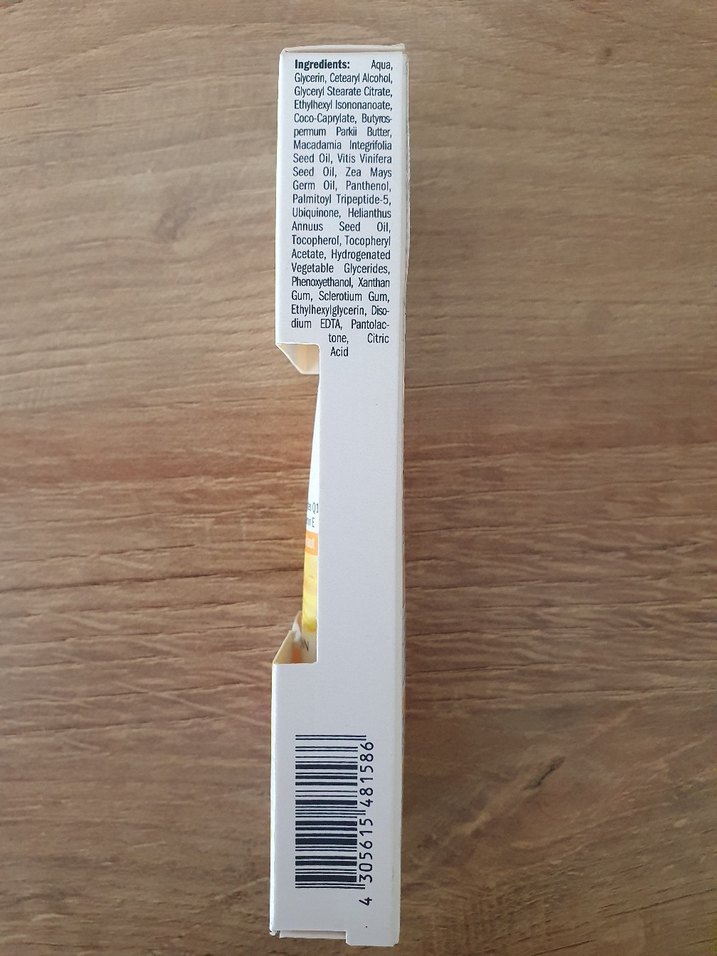 Ingredients: Aqua,
Glycerin, Cetearyl Alcohol,
Glyceryl Stearate Citrate,
Ethylhexyl Isononanoate,
Coco-Caprylate, Butyros-
permum Parkii Butter,
Macadamia Integrifolia
Seed Oil, Vitis Vinifera
Seed Oil, Zea Mays
Germ Oil, Panthenol,
Palmitoyl Tripeptide-5,
Ubiquinone, Helianthus
Annuus Seed Oil,
Tocopherol, Tocopheryl
Acetate, Hydrogenated
Vegetable Glycerides,
Phenoxyethanol, Xanthan
Gum, Sclerotium Gum,
Ethylhexylglycerin, Diso-
dium EDTA, Pantolac-
tone, Citric
Acid
E
4 305615 481586